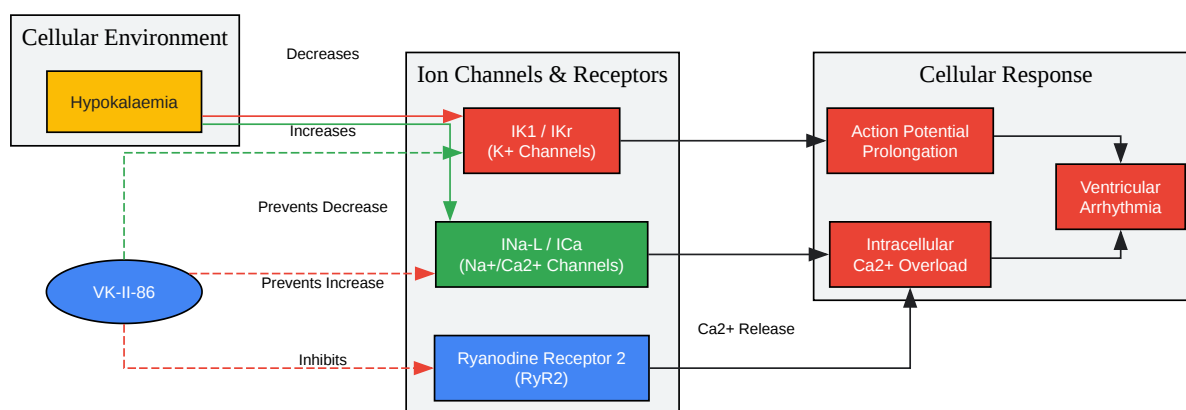 Cellular Environment
Hypokalaemia
Decreases
Increases
Prevents Decrease
VK-II-86
Prevents Increase
Inhibits
Ion Channels & Receptors
IK1 / IKr
(K+ Channels)
INa-L / ICa
(Na+/Ca2+ Channels)
Ryanodine Receptor 2
(RyR2)
Ca2+ Release
Cellular Response
Action Potential
Prolongation
Ventricular
Arrhythmia
Intracellular
Ca2+ Overload